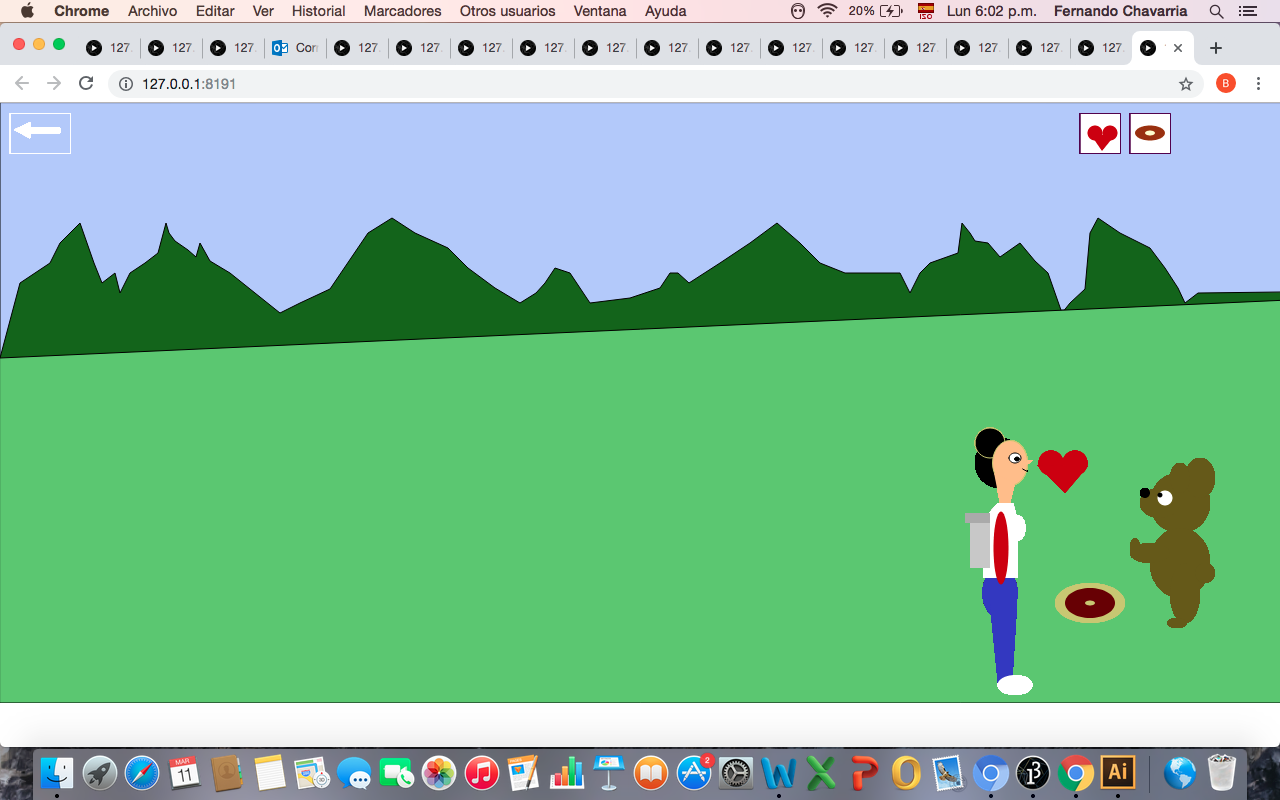 Chrome Archivo Editar Ver Historial Marcadores Otros usuarios Ventana Ayuda 20% ISO Lun 6:02 p.m. Fernando Chavarria
127. 127. 127. Cor 127. 127. 127. 127. 127. 127. 127. 127. 127. 127. 127. 127. 127.
127.0.0.1:8191 B
MAR
11
2
Ai